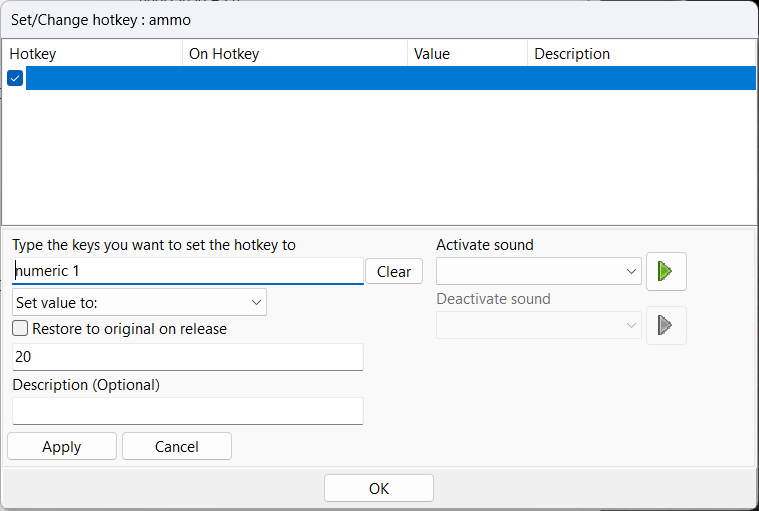 Set/Change hotkey : ammo
Hotkey On Hotkey Value Description
Type the keys you want to set the hotkey to
numeric 1
Clear
Set value to:
Restore to original on release
20
Description (Optional)
Apply Cancel
Activate sound
Deactivate sound
OK